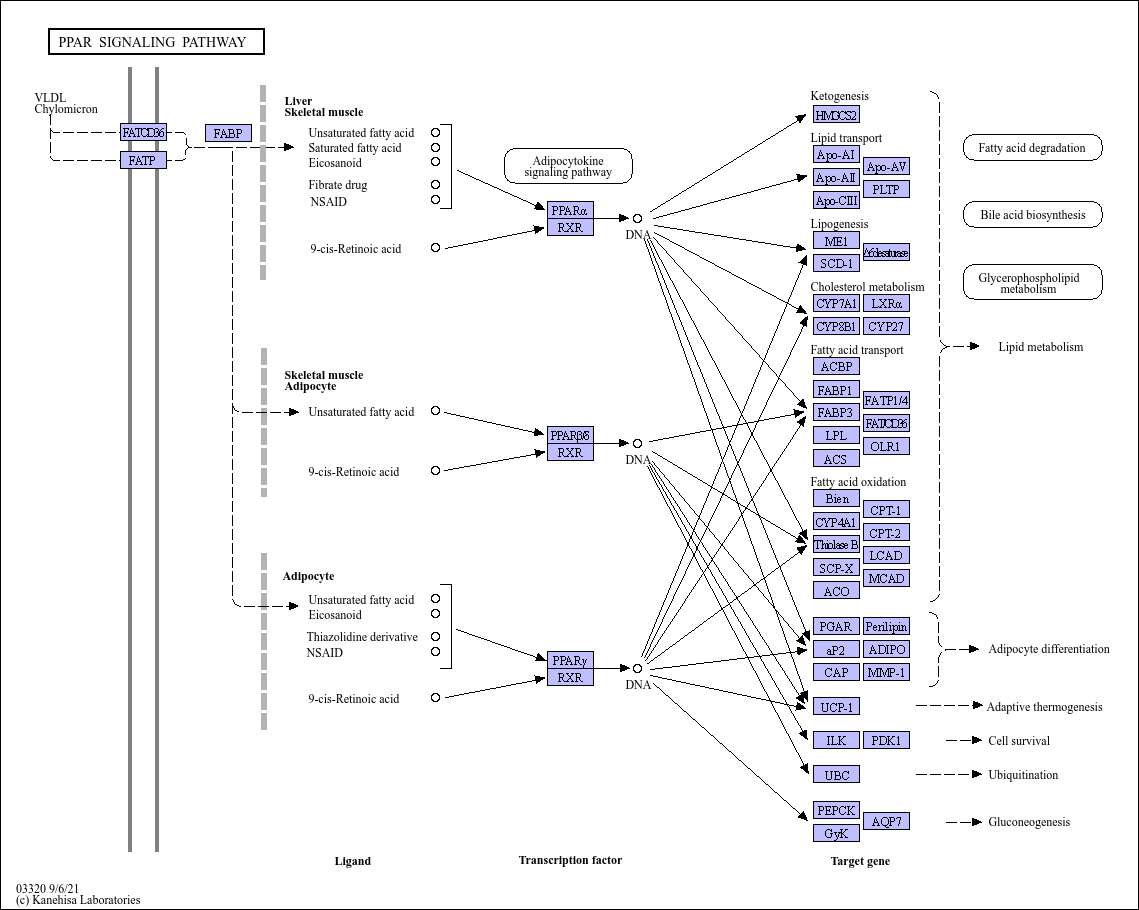 PPAR SIGNALING PATHWAY
VLDL
Chylomicron
FAT/CD36
FATP
FABP
Liver
Skeletal muscle
Unsaturated fatty acid
Saturated fatty acid
Eicosanoid
Fibrate drug
NSAID
9-cis-Retinoic acid
Adipocytokine
signaling pathway
PPARα
RXR
DNA
Skeletal muscle
Adipocyte
Unsaturated fatty acid
9-cis-Retinoic acid
PPARβ/δ
RXR
DNA
Adipocyte
Unsaturated fatty acid
Eicosanoid
Thiazolidine derivative
NSAID
9-cis-Retinoic acid
PPARγ
RXR
DNA
Ketogenesis
HMGCS2
Lipid transport
Apo-AI
Apo-AII
Apo-CIII
Apo-AV
PLTP
Lipogenesis
ME1
SCD-1
Δ6desaturase
Cholesterol metabolism
CYP7A1
LXRα
CYP8B1
CYP27
Fatty acid transport
ACBP
FABP1
FABP3
LPL
ACS
FATP1/4
FAT/CD36
OLR1
Fatty acid oxidation
Bien
CYP4A1
Thiolase B
SCP-X
ACO
CPT-1
CPT-2
LCAD
MCAD
PGAR
Perilipin
aP2
ADIPO
CAP
MMP-1
UCP-1
ILK
PDK1
UBC
PEPCK
GyK
AQP7
Fatty acid degradation
Bile acid biosynthesis
Glycerophospholipid
metabolism
Lipid metabolism
Adipocyte differentiation
Adaptive thermogenesis
Cell survival
Ubiquitination
Gluconeogenesis
Ligand
Transcription factor
Target gene
03320 9/6/21
(c) Kanehisa Laboratories